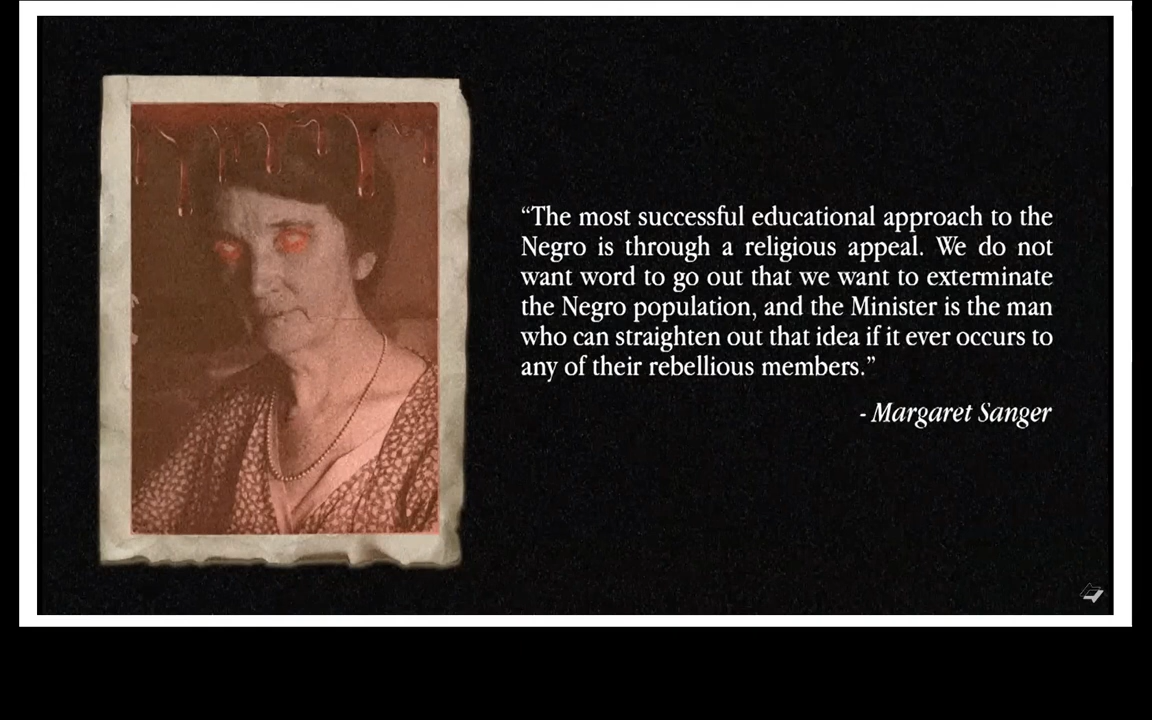 “The most successful educational approach to the
Negro is through a religious appeal. We do not
want word to go out that we want to exterminate
the Negro population, and the Minister is the man
who can straighten out that idea if it ever occurs to
any of their rebellious members.”
- Margaret Sanger